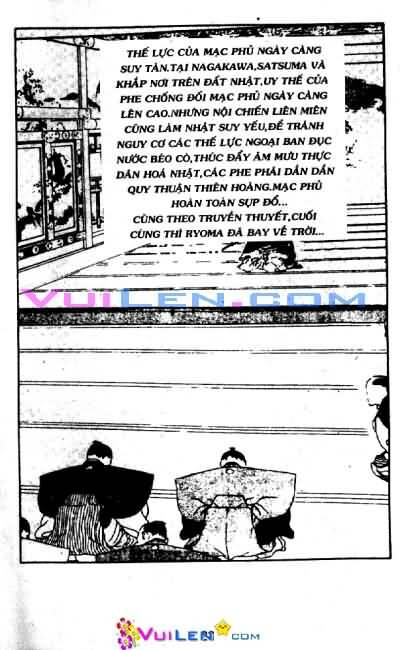 THẾ LỰC CỦA MẠC PHỦ NGÀY CÀNG
SUY TÀN.TẠI NAGAKAWA,SATSUMA VÀ
KHẮP NƠI TRÊN ĐẤT NHẬT,UY THẾ CỦA
PHE CHỐNG ĐỐI MẠC PHỦ NGÀY CÀNG
LÊN CAO.NHƯNG NỘI CHIẾN LIÊN MIÊN
CŨNG LÀM NHẬT SUY YẾU,ĐỂ TRÁNH
NGUY CƠ CÁC THẾ LỰC NGOẠI BAN ĐỤC
NƯỚC BÉO CÒ,THÚC ĐẨY ÂM MƯU THỰC
DÂN HOÁ NHẬT,CÁC PHE PHÁI DẦN DẦN
QUY THUẬN THIÊN HOÀNG.MẠC PHỦ
HOÀN TOÀN SỤP ĐỔ...
CŨNG THEO TRUYỀN THUYẾT,CUỐI
CÙNG THÌ RYOMA ĐÃ BAY VỀ TRỜI...
VUILEN.COM
VUILEN